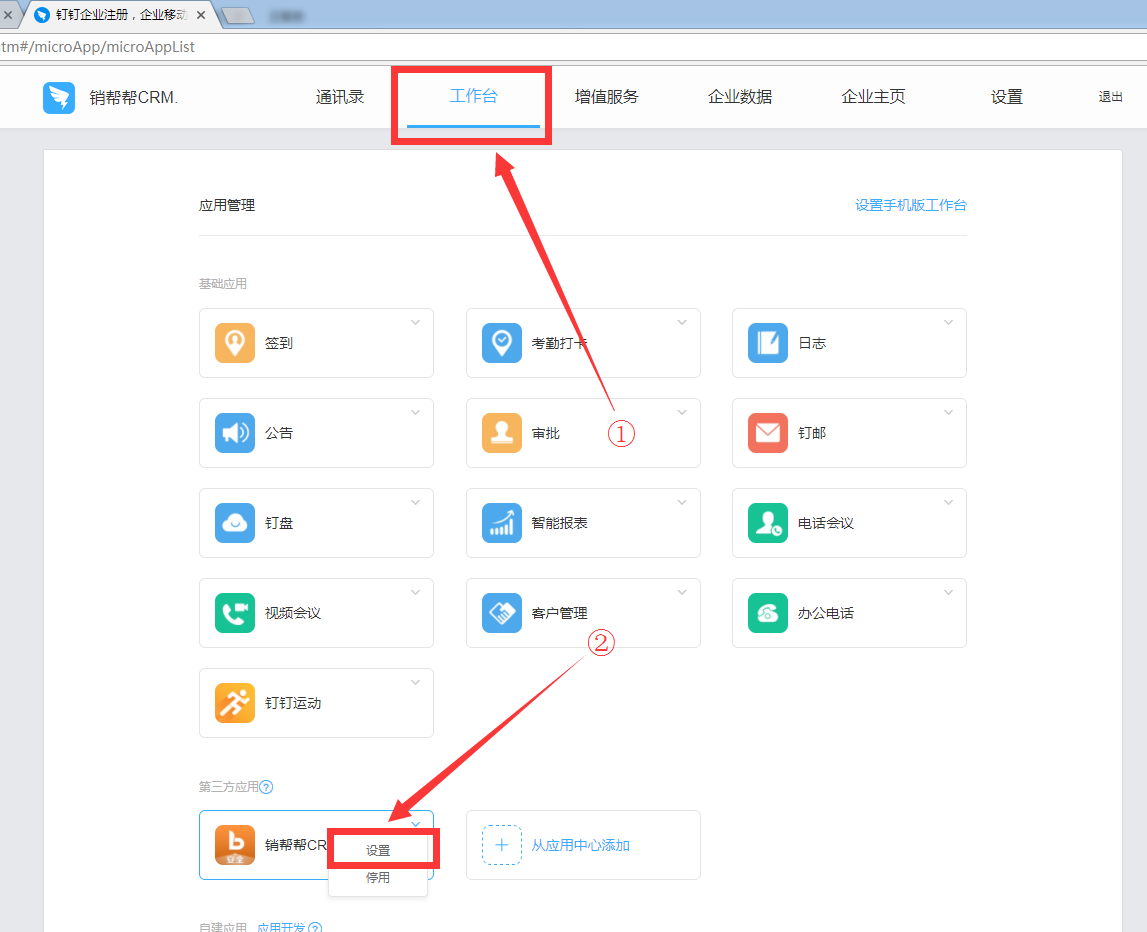 钉钉企业注册，企业移动
tm#/microApp/microAppList
销帮帮CRM.
通讯录
工作台
增值服务
企业数据
企业主页
设置
退出
应用管理
设置手机版工作台
基础应用
签到
考勤打卡
日志
公告
审批
①
钉邮
钉盘
智能报表
电话会议
视频会议
客户管理
办公电话
②
钉钉运动
第三方应用?
b
安全
销帮帮CR
设置
停用
从应用中心添加
自建应用 应用开发?